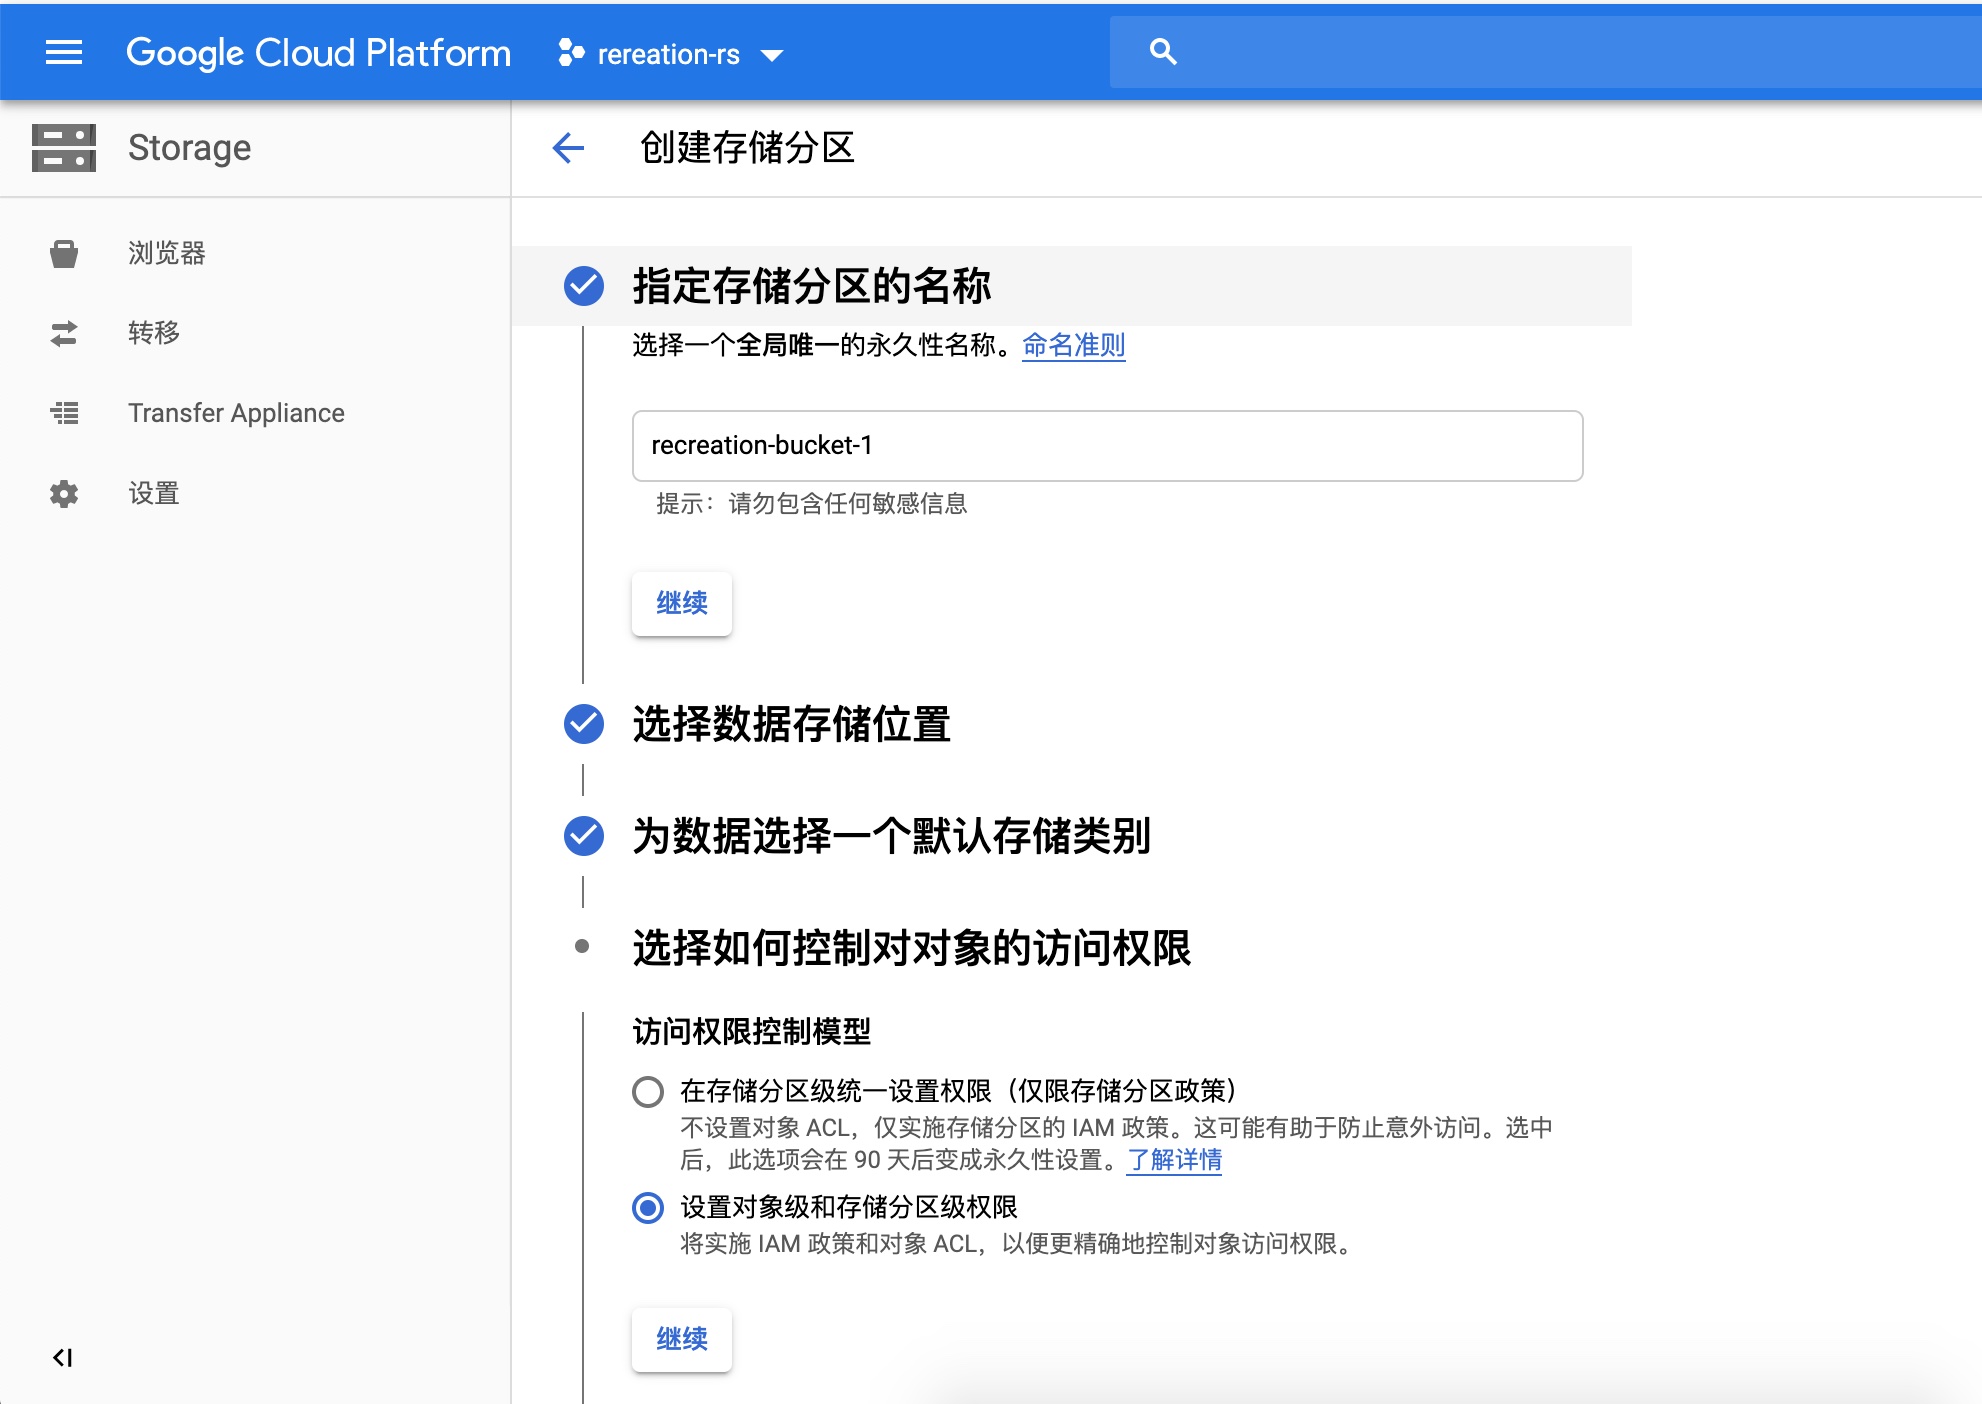 Google Cloud Platform
rereation-rs
Storage
创建存储分区
浏览器
转移
Transfer Appliance
设置
指定存储分区的名称
选择一个全局唯一的永久性名称。命名准则
recreation-bucket-1
提示：请勿包含任何敏感信息
继续
选择数据存储位置
为数据选择一个默认存储类别
选择如何控制对对象的访问权限
访问权限控制模型
在存储分区级统一设置权限（仅限存储分区政策）
不设置对象 ACL，仅实施存储分区的 IAM 政策。这可能有助于防止意外访问。选中
后，此选项会在 90 天后变成永久性设置。了解详情
设置对象级和存储分区级权限
将实施 IAM 政策和对象 ACL，以便更精确地控制对象访问权限。
继续